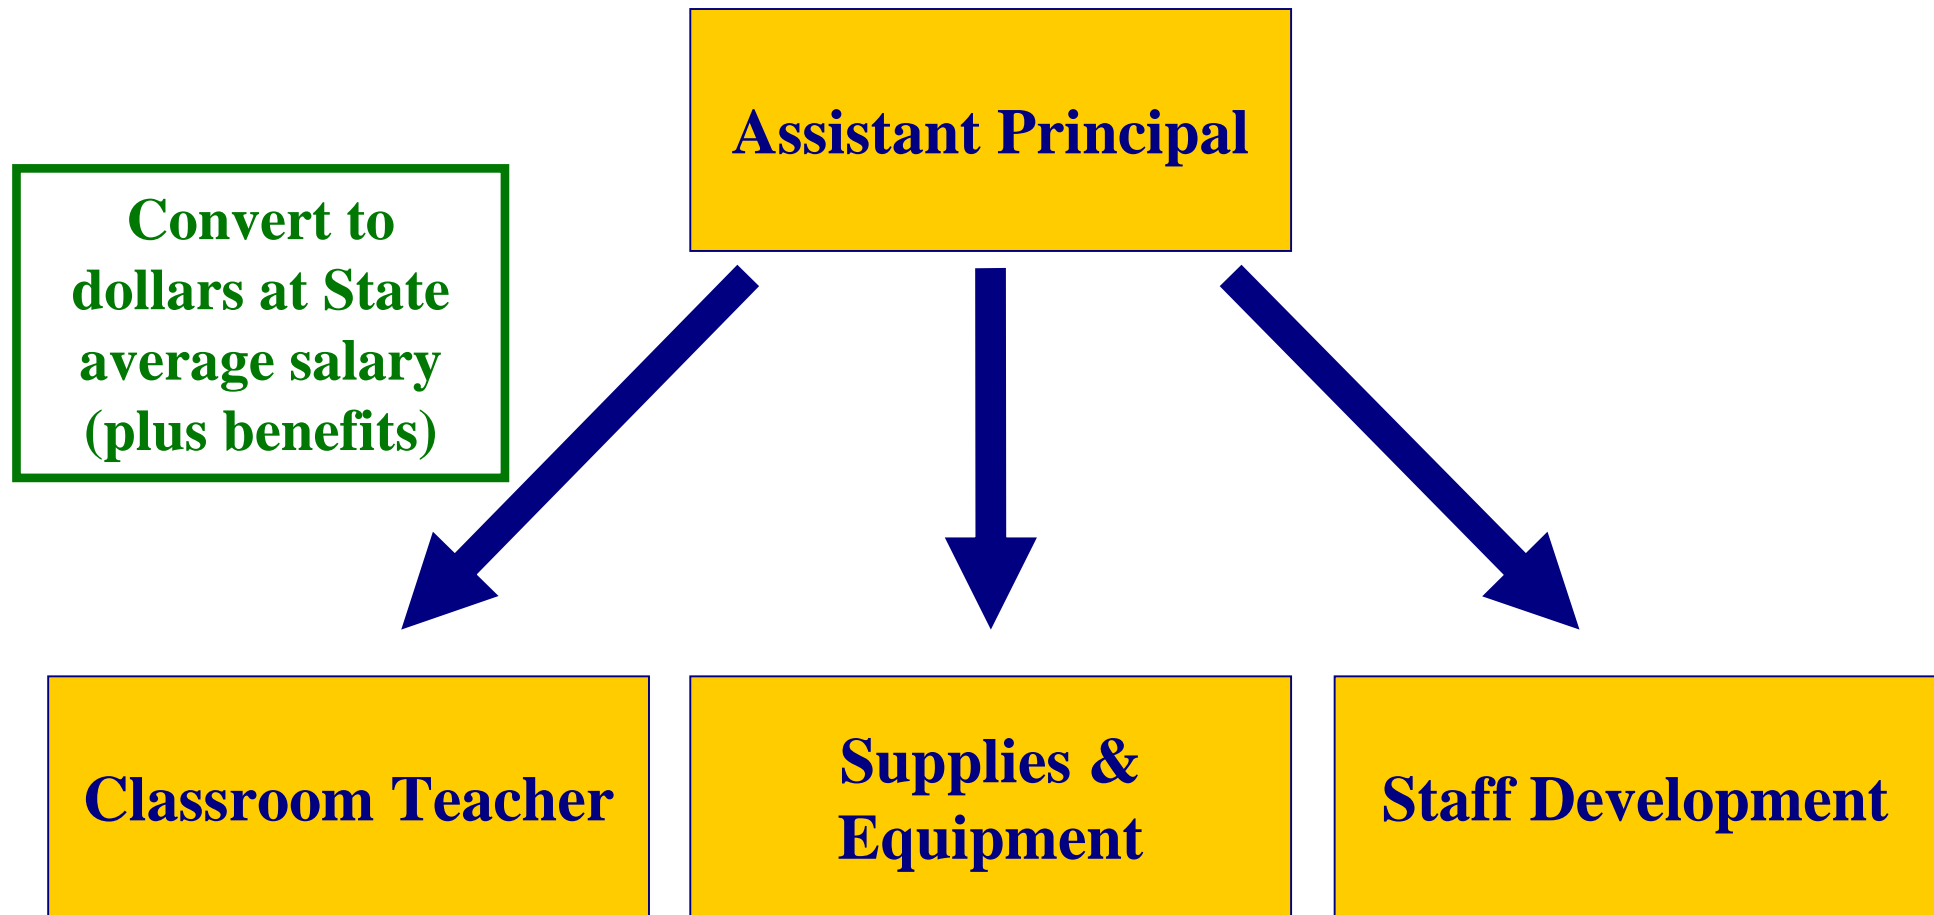 Assistant Principal
Convert to
dollars at State
average salary
(plus benefits)
Classroom Teacher
Supplies &
Equipment
Staff Development